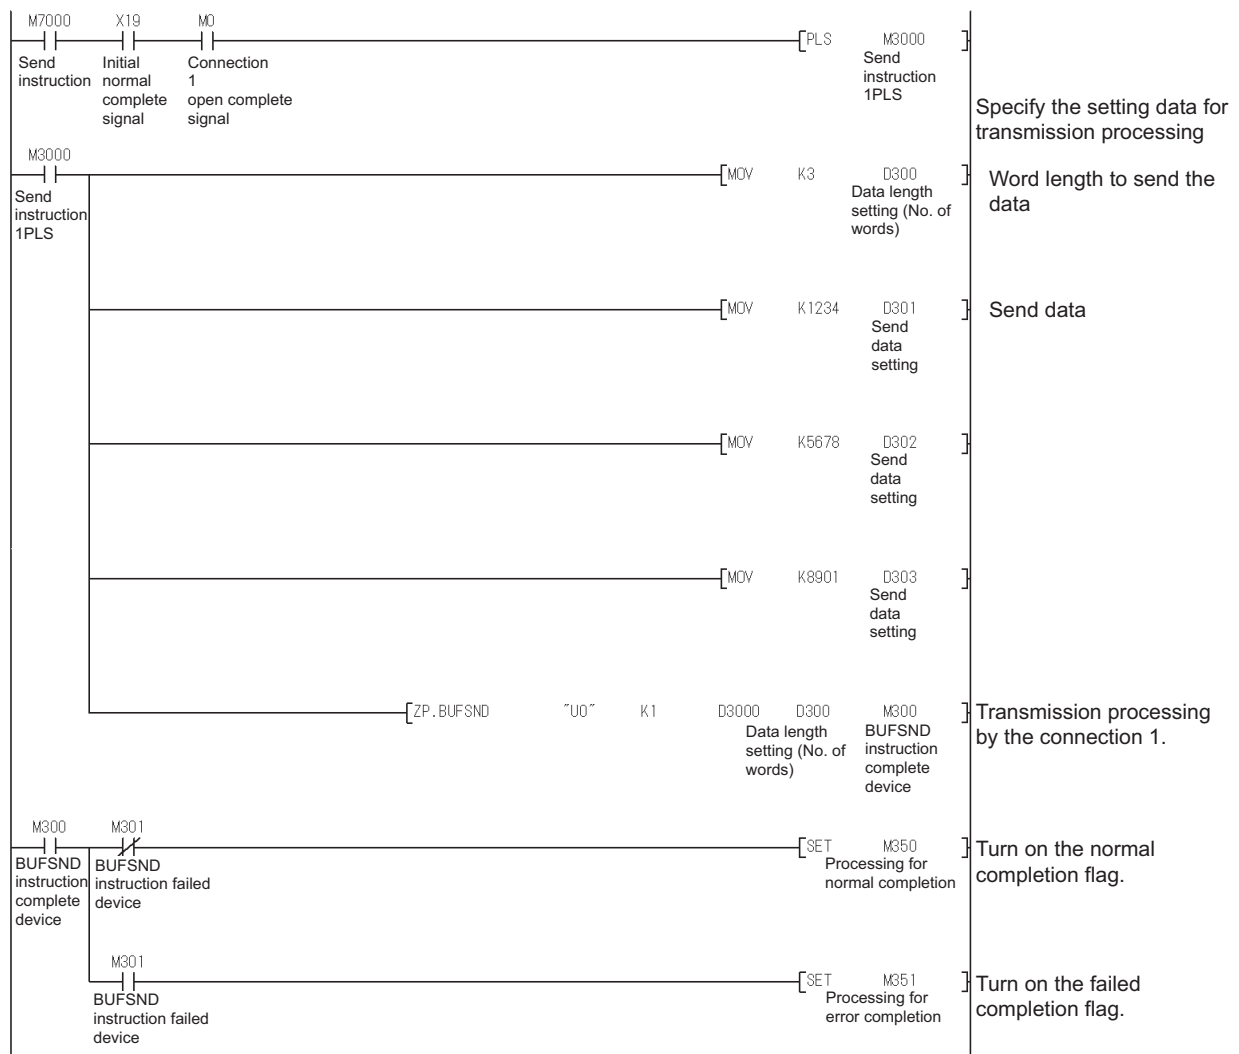 M7000 X19 M0
PLS M3000
Send instruction
Initial normal complete signal
Connection 1 open complete signal
Send instruction 1PLS
Specify the setting data for
transmission processing
M3000
Send instruction 1PLS
MOV K3 D300
Data length setting (No. of words)
Word length to send the
data
MOV K1234 D301
Send data setting
Send data
MOV K5678 D302
Send data setting
MOV K8901 D303
Send data setting
ZP.BUFSND "U0" K1 D3000 D300 M300
Data length setting (No. of words)
BUFSND instruction complete device
Transmission processing
by the connection 1.
M300 M301
BUFSND instruction complete device
BUFSND instruction failed device
SET M350
Processing for normal completion
Turn on the normal
completion flag.
M301
BUFSND instruction failed device
SET M351
Processing for error completion
Turn on the failed
completion flag.